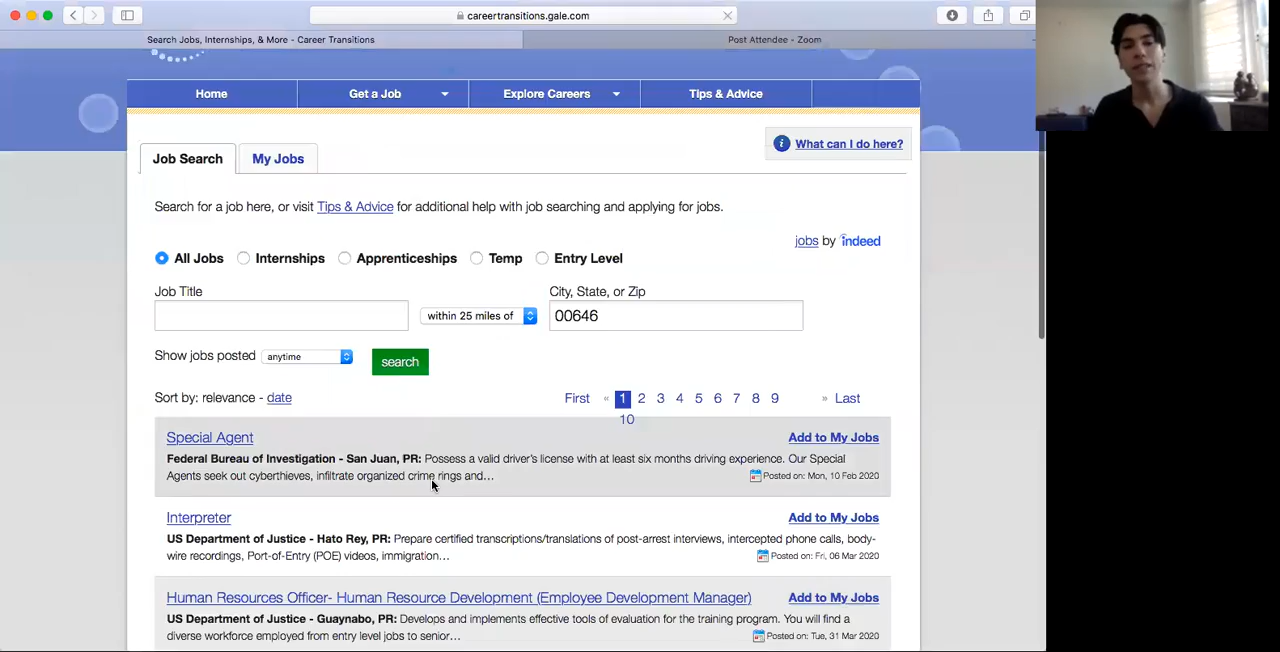 careertransitions.gale.com
Search Jobs, Internships, & More - Career Transitions
Post Attendee - Zoom
Home
Get a Job
Explore Careers
Tips & Advice
Job Search
My Jobs
What can I do here?
Search for a job here, or visit Tips & Advice for additional help with job searching and applying for jobs.
jobs by indeed
All Jobs Internships Apprenticeships Temp Entry Level
Job Title
City, State, or Zip
within 25 miles of
00646
Show jobs posted anytime search
Sort by: relevance - date
First « 1 2 3 4 5 6 7 8 9 » Last
10
Special Agent
Add to My Jobs
Federal Bureau of Investigation - San Juan, PR: Possess a valid driver's license with at least six months driving experience. Our Special
Agents seek out cyberthieves, infiltrate organized crime rings and...
Posted on: Mon, 10 Feb 2020
Interpreter
Add to My Jobs
US Department of Justice - Hato Rey, PR: Prepare certified transcriptions/translations of post-arrest interviews, intercepted phone calls, body-
wire recordings, Port-of-Entry (POE) videos, immigration...
Posted on: Fri, 06 Mar 2020
Human Resources Officer- Human Resource Development (Employee Development Manager)
Add to My Jobs
US Department of Justice - Guaynabo, PR: Develops and implements effective tools of evaluation for the training program. You will find a
diverse workforce employed from entry level jobs to senior...
Posted on: Tue, 31 Mar 2020